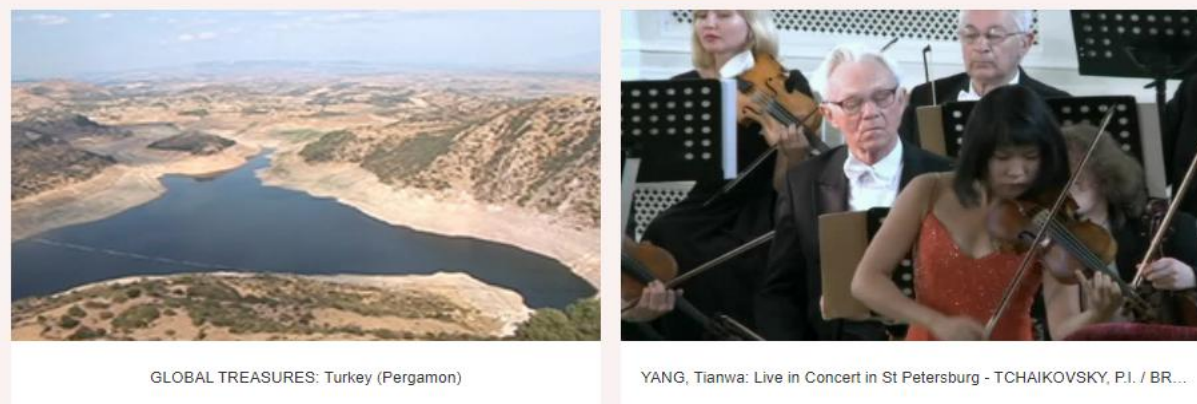 GLOBAL TREASURES: Turkey (Pergamon)
YANG, Tianwa: Live in Concert in St Petersburg - TCHAIKOVSKY, P.I. / BR...